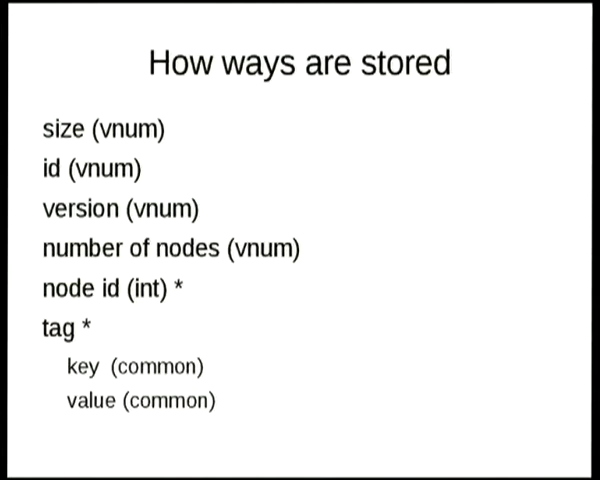 How ways are stored
size (vnum)
id (vnum)
version (vnum)
number of nodes (vnum)
node id (int) *
tag *
key (common)
value (common)